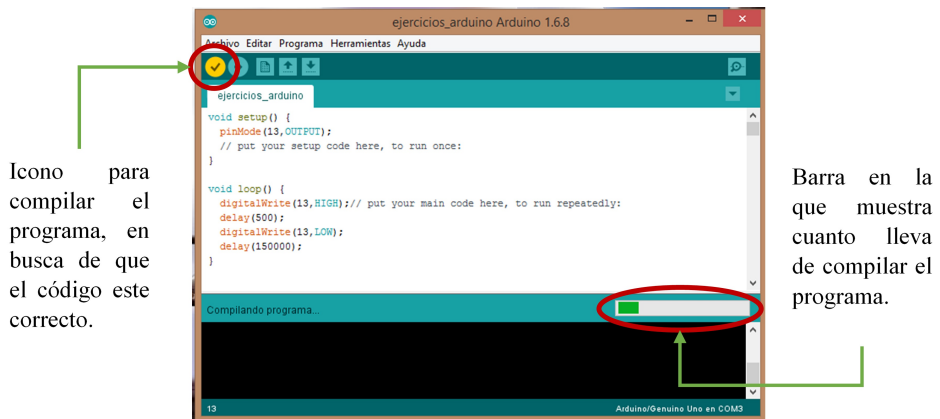 ejercicios_arduino Arduino 1.6.8
Archivo Editar Programa Herramientas Ayuda
ejercicios_arduino
void setup() {
pinMode(13,OUTPUT);
// put your setup code here, to run once:
}
void loop() {
digitalWrite(13,HIGH);// put your main code here, to run repeatedly:
delay(500);
digitalWrite(13,LOW);
delay(150000);
}
Compilando programa...
13
Arduino/Genuino Uno en COM3
Icono para
compilar el
programa, en
busca de que
el código este
correcto.
Barra en la
que muestra
cuanto lleva
de compilar el
programa.